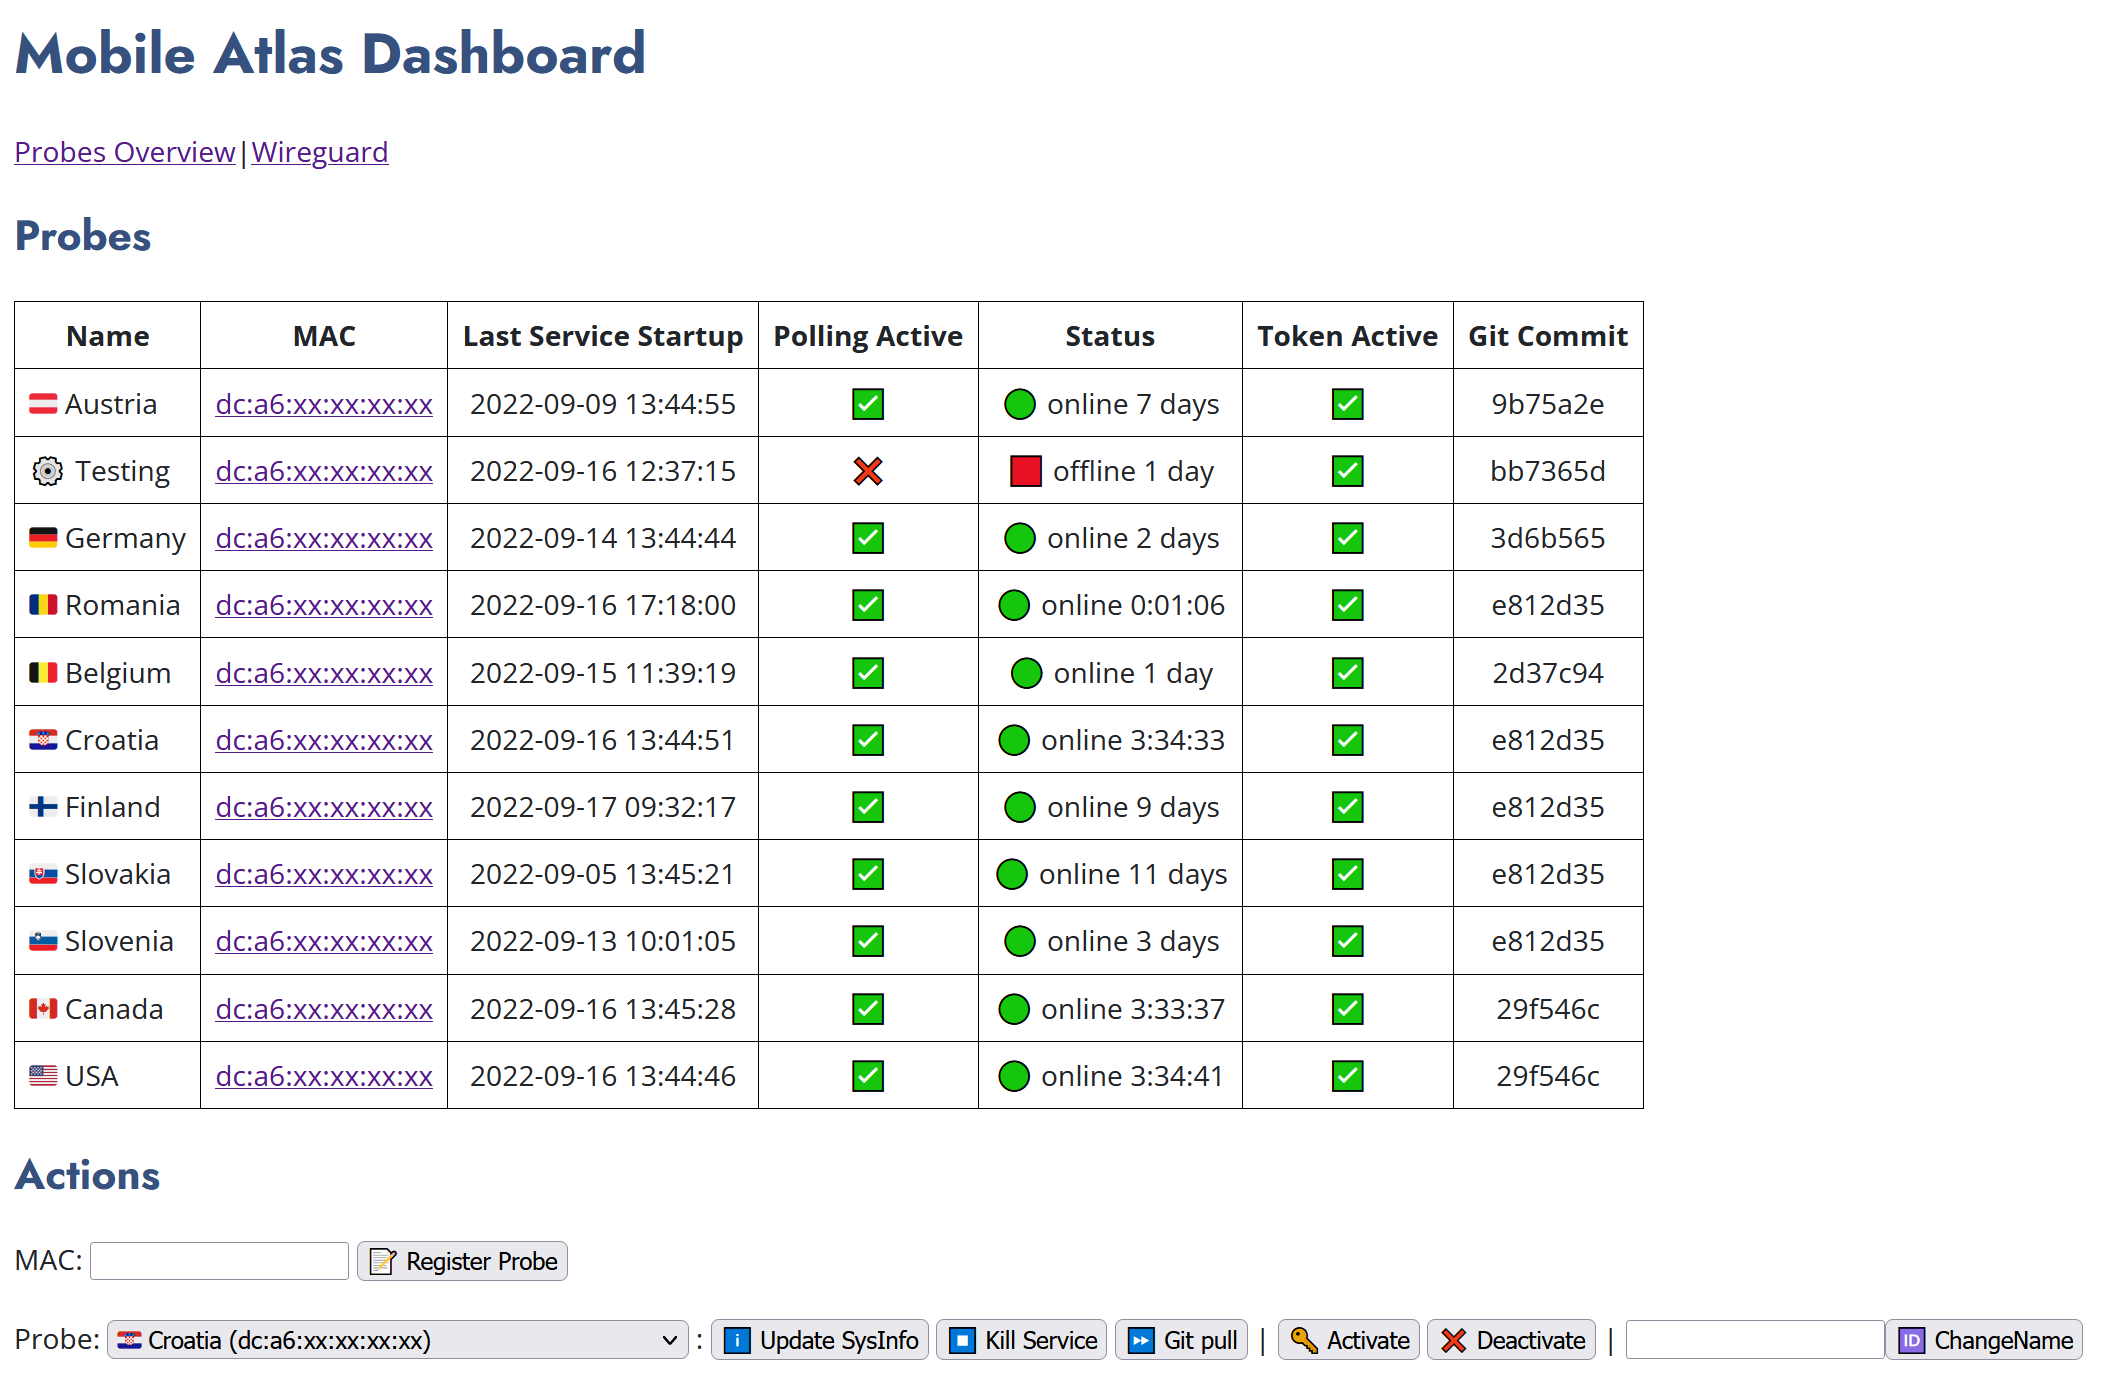 Mobile Atlas Dashboard
Probes Overview|Wireguard
Probes
Name MAC Last Service Startup Polling Active Status Token Active Git Commit
Austria dc:a6:xx:xx:xx:xx 2022-09-09 13:44:55 online 7 days 9b75a2e
Testing dc:a6:xx:xx:xx:xx 2022-09-16 12:37:15 offline 1 day bb7365d
Germany dc:a6:xx:xx:xx:xx 2022-09-14 13:44:44 online 2 days 3d6b565
Romania dc:a6:xx:xx:xx:xx 2022-09-16 17:18:00 online 0:01:06 e812d35
Belgium dc:a6:xx:xx:xx:xx 2022-09-15 11:39:19 online 1 day 2d37c94
Croatia dc:a6:xx:xx:xx:xx 2022-09-16 13:44:51 online 3:34:33 e812d35
Finland dc:a6:xx:xx:xx:xx 2022-09-17 09:32:17 online 9 days e812d35
Slovakia dc:a6:xx:xx:xx:xx 2022-09-05 13:45:21 online 11 days e812d35
Slovenia dc:a6:xx:xx:xx:xx 2022-09-13 10:01:05 online 3 days e812d35
Canada dc:a6:xx:xx:xx:xx 2022-09-16 13:45:28 online 3:33:37 29f546c
USA dc:a6:xx:xx:xx:xx 2022-09-16 13:44:46 online 3:34:41 29f546c
Actions
MAC: Register Probe
Probe: Croatia (dc:a6:xx:xx:xx:xx) : Update SysInfo Kill Service Git pull | Activate Deactivate | ID ChangeName